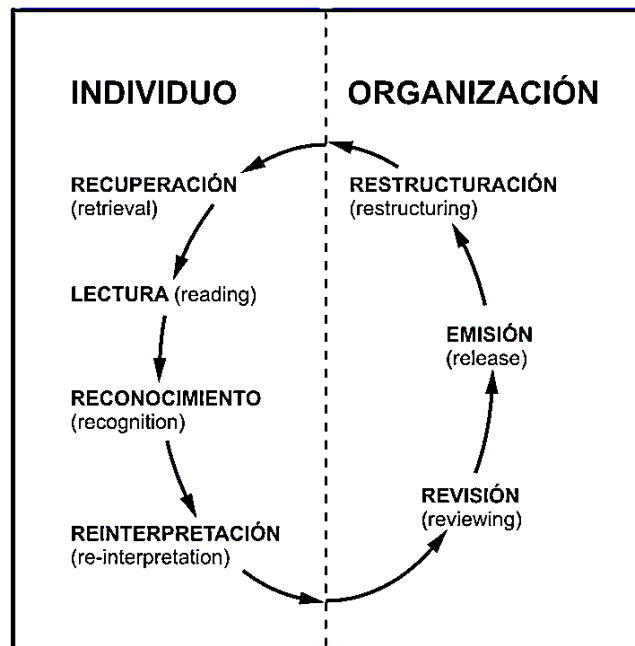 INDIVIDUO
ORGANIZACIÓN
RECUPERACIÓN
(retrieval)
LECTURA (reading)
RECONOCIMIENTO
(recognition)
REINTERPRETACIÓN
(re-interpretation)
RESTRUCTURACIÓN
(restructuring)
EMISIÓN
(release)
REVISIÓN
(reviewing)